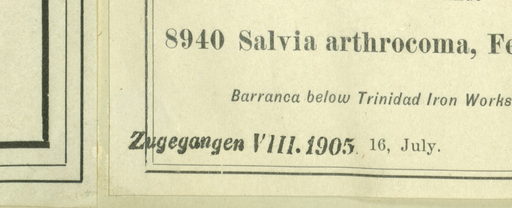 8940 Salvia arthrocoma, Fe
Barranca below Trinidad Iron Works
Zugegangen VIII.1905. 16, July.